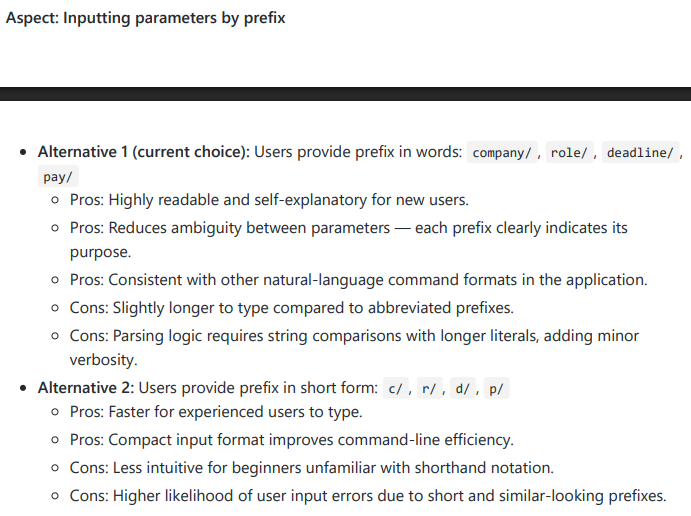 Aspect: Inputting parameters by prefix
• Alternative 1 (current choice): Users provide prefix in words: company/ , role/ , deadline/ ,
pay/
◦ Pros: Highly readable and self-explanatory for new users.
◦ Pros: Reduces ambiguity between parameters — each prefix clearly indicates its
purpose.
◦ Pros: Consistent with other natural-language command formats in the application.
◦ Cons: Slightly longer to type compared to abbreviated prefixes.
◦ Cons: Parsing logic requires string comparisons with longer literals, adding minor
verbosity.
• Alternative 2: Users provide prefix in short form: c/ , r/ , d/ , p/
◦ Pros: Faster for experienced users to type.
◦ Pros: Compact input format improves command-line efficiency.
◦ Cons: Less intuitive for beginners unfamiliar with shorthand notation.
◦ Cons: Higher likelihood of user input errors due to short and similar-looking prefixes.